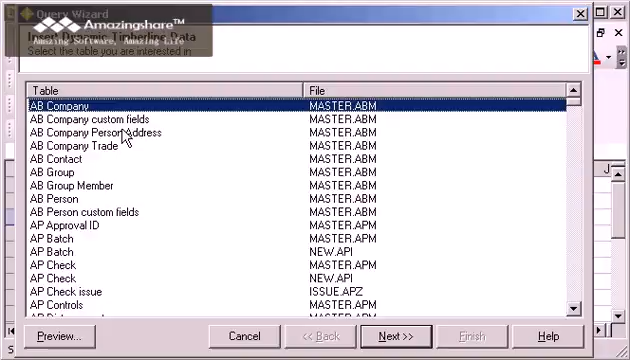 Query Wizard
Amazingshare™
Amazing Software, Amazing Life
Insert Dynamic Timberline Data
Select the table you are interested in
Table File
AB Company MASTER.ABM
AB Company custom fields MASTER.ABM
AB Company Person Address MASTER.ABM
AB Company Trade MASTER.ABM
AB Contact MASTER.ABM
AB Group MASTER.ABM
AB Group Member MASTER.ABM
AB Person MASTER.ABM
AB Person custom fields MASTER.ABM
AP Approval ID MASTER.APM
AP Batch MASTER.APM
AP Batch NEW.API
AP Check MASTER.APM
AP Check NEW.API
AP Check issue ISSUE.APZ
AP Controls MASTER.APM
Preview... Cancel << Back Next >> Finish Help